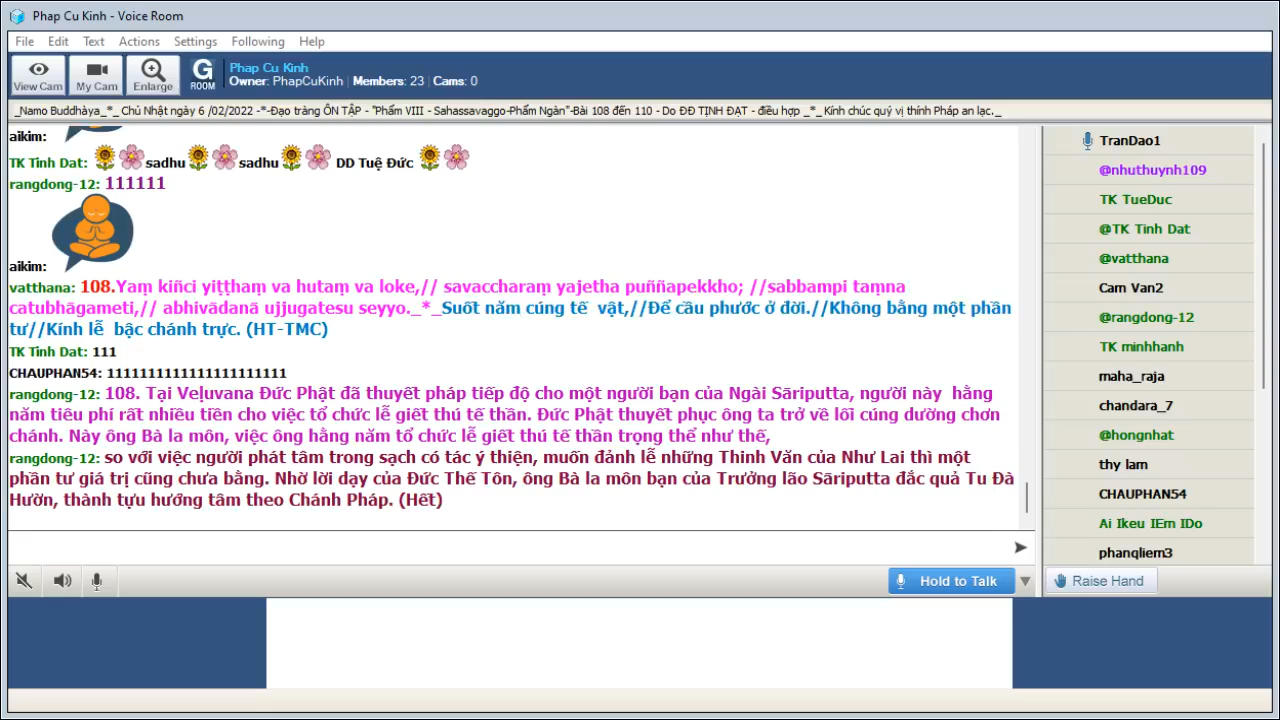 Phap Cu Kinh - Voice Room
File Edit Text Actions Settings Following Help
View Cam My Cam Enlarge G ROOM
Phap Cu Kinh
Owner: PhapCuKinh Members: 23 Cams: 0
_Namo Buddhàya_*_ Chủ Nhật ngày 6 /02/2022 -*-Đạo tràng ÔN TẬP - "Phẩm VIII - Sahassavaggo-Phẩm Ngàn"-Bài 108 đến 110 - Do ĐĐ TỊNH ĐẠT - điều hợp _*_ Kính chúc quý vị thính Pháp an lạc._
aikim:
TK Tinh Dat: sadhu sadhu DD Tuệ Đức
rangdong-12: 111111
aikim:
vatthana: 108.Yaṃ kiñci yiṭṭhaṃ va hutaṃ va loke,// savaccharaṃ yajetha puññapekkho; //sabbampi taṃna
catubhāgameti,// abhivādanā ujjugatesu seyyo._*_Suốt năm cúng tế vật,//Để cầu phước ở đời.//Không bằng một phần
tư//Kính lễ bậc chánh trực. (HT-TMC)
TK Tinh Dat: 111
CHAUPHAN54: 1111111111111111111111
rangdong-12: 108. Tại Veḷuvana Đức Phật đã thuyết pháp tiếp độ cho một người bạn của Ngài Sāriputta, người này hằng
năm tiêu phí rất nhiều tiền cho việc tổ chức lễ giết thú tế thần. Đức Phật thuyết phục ông ta trở về lối cúng dường chơn
chánh. Này ông Bà la môn, việc ông hằng năm tổ chức lễ giết thú tế thần trọng thể như thế,
rangdong-12: so với việc người phát tâm trong sạch có tác ý thiện, muốn đảnh lễ những Thinh Văn của Như Lai thì một
phần tư giá trị cũng chưa bằng. Nhờ lời dạy của Đức Thế Tôn, ông Bà la môn bạn của Trưởng lão Sāriputta đắc quả Tu Đà
Hườn, thành tựu hướng tâm theo Chánh Pháp. (Hết)
TranDao1
@nhuthuynh109
TK TueDuc
@TK Tinh Dat
@vatthana
Cam Van2
@rangdong-12
TK minhhanh
maha_raja
chandara_7
@hongnhat
thy lam
CHAUPHAN54
Ai Ikeu IEm IDo
phanqliem3
Hold to Talk
Raise Hand